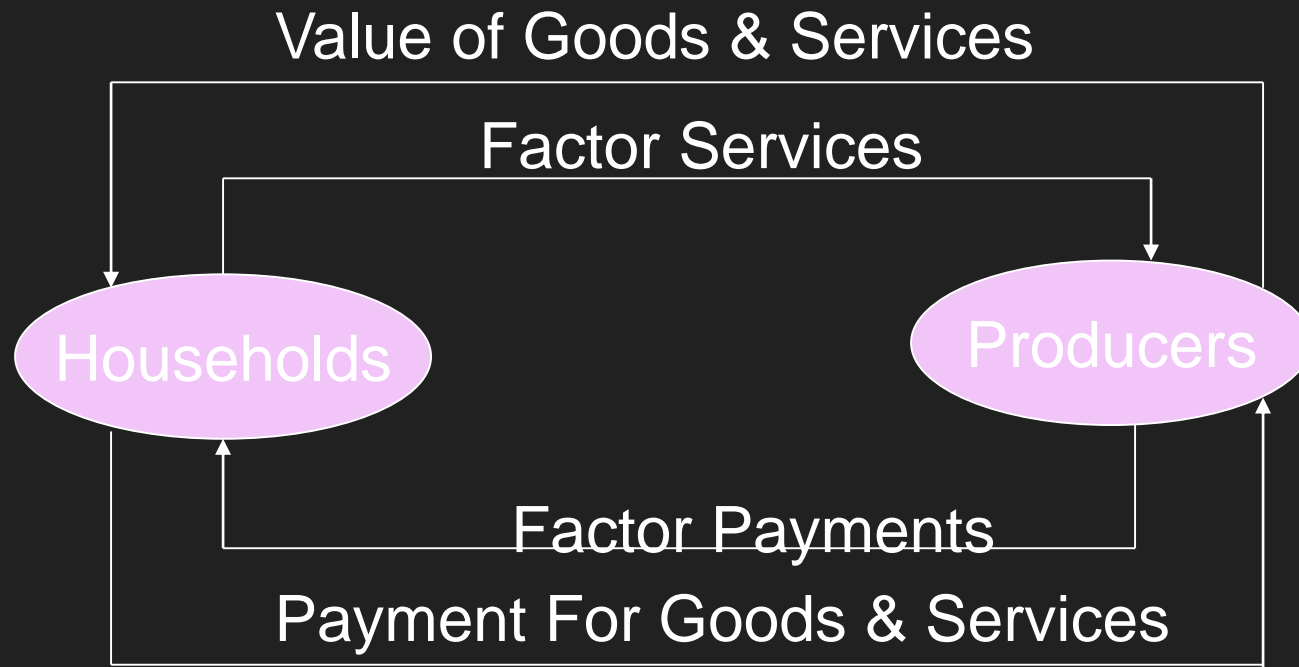 Value of Goods & Services
Factor Services
Households
Producers
Factor Payments
Payment For Goods & Services